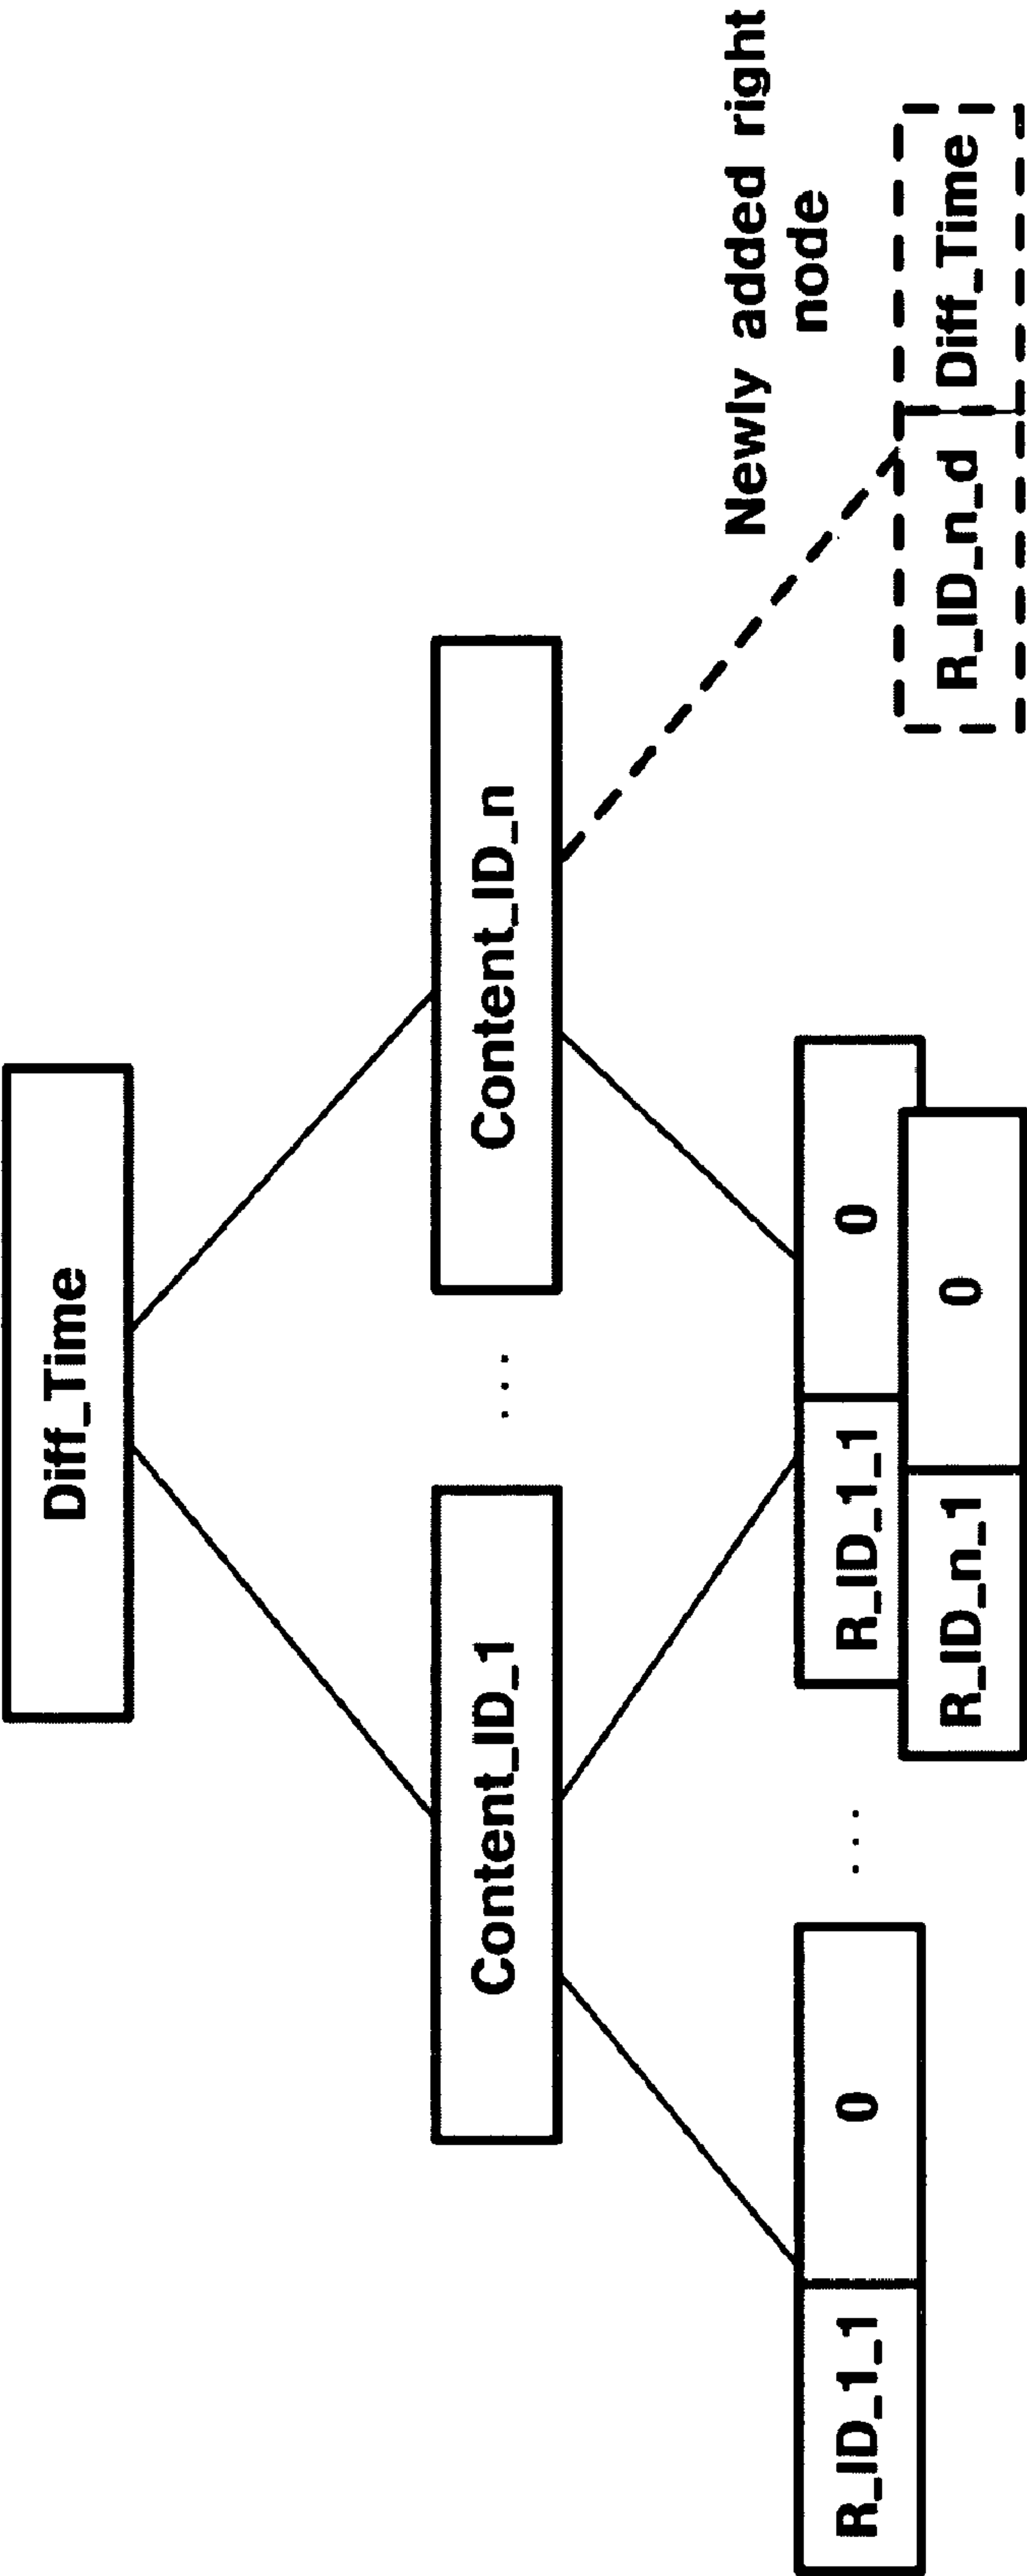 Diff_Time
Content_ID_1
...
Content_ID_n
Newly added right
node
R_ID_1_1
0
...
R_ID_1_1
0
R_ID_n_1
0
R_ID_n_d
Diff_Time